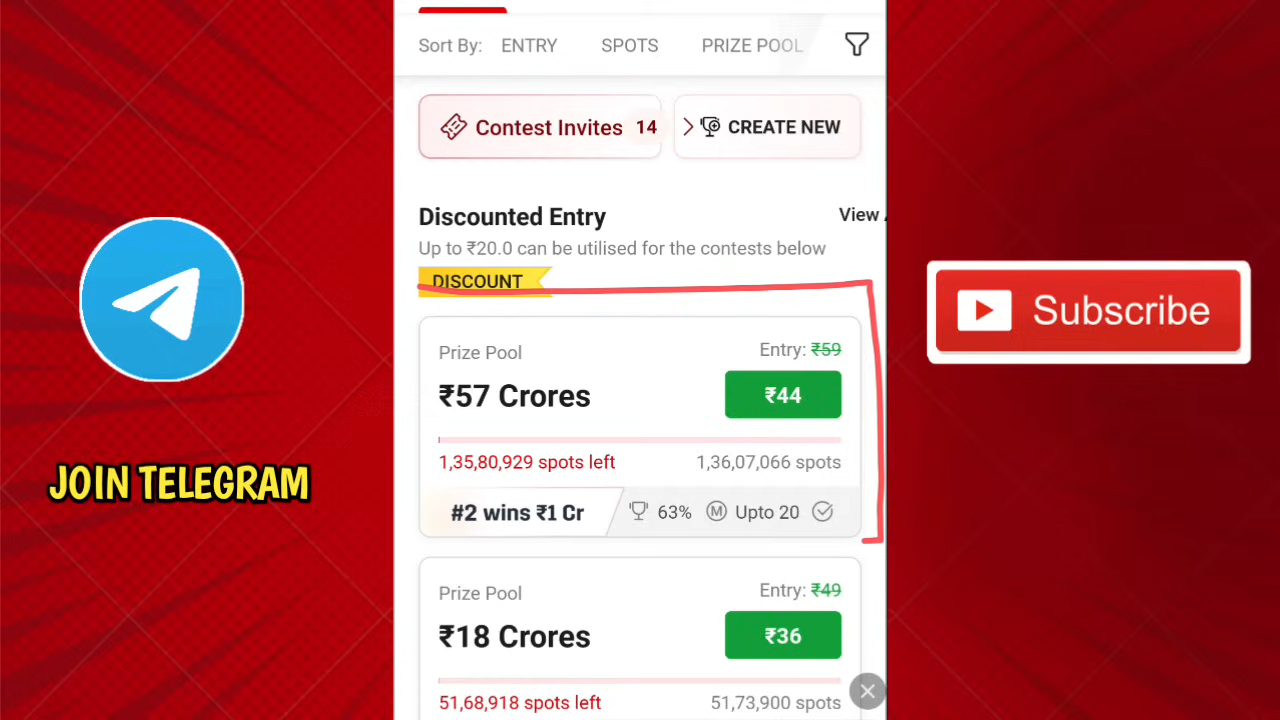 Sort By: ENTRY SPOTS PRIZE POOL
Contest Invites 14
CREATE NEW
Discounted Entry
View
Up to ₹20.0 can be utilised for the contests below
DISCOUNT
Prize Pool
Entry: ₹59
₹57 Crores
₹44
1,35,80,929 spots left
1,36,07,066 spots
#2 wins ₹1 Cr
63%
M
Upto 20
Prize Pool
Entry: ₹49
₹18 Crores
₹36
51,68,918 spots left
51,73,900 spots
JOIN TELEGRAM
Subscribe